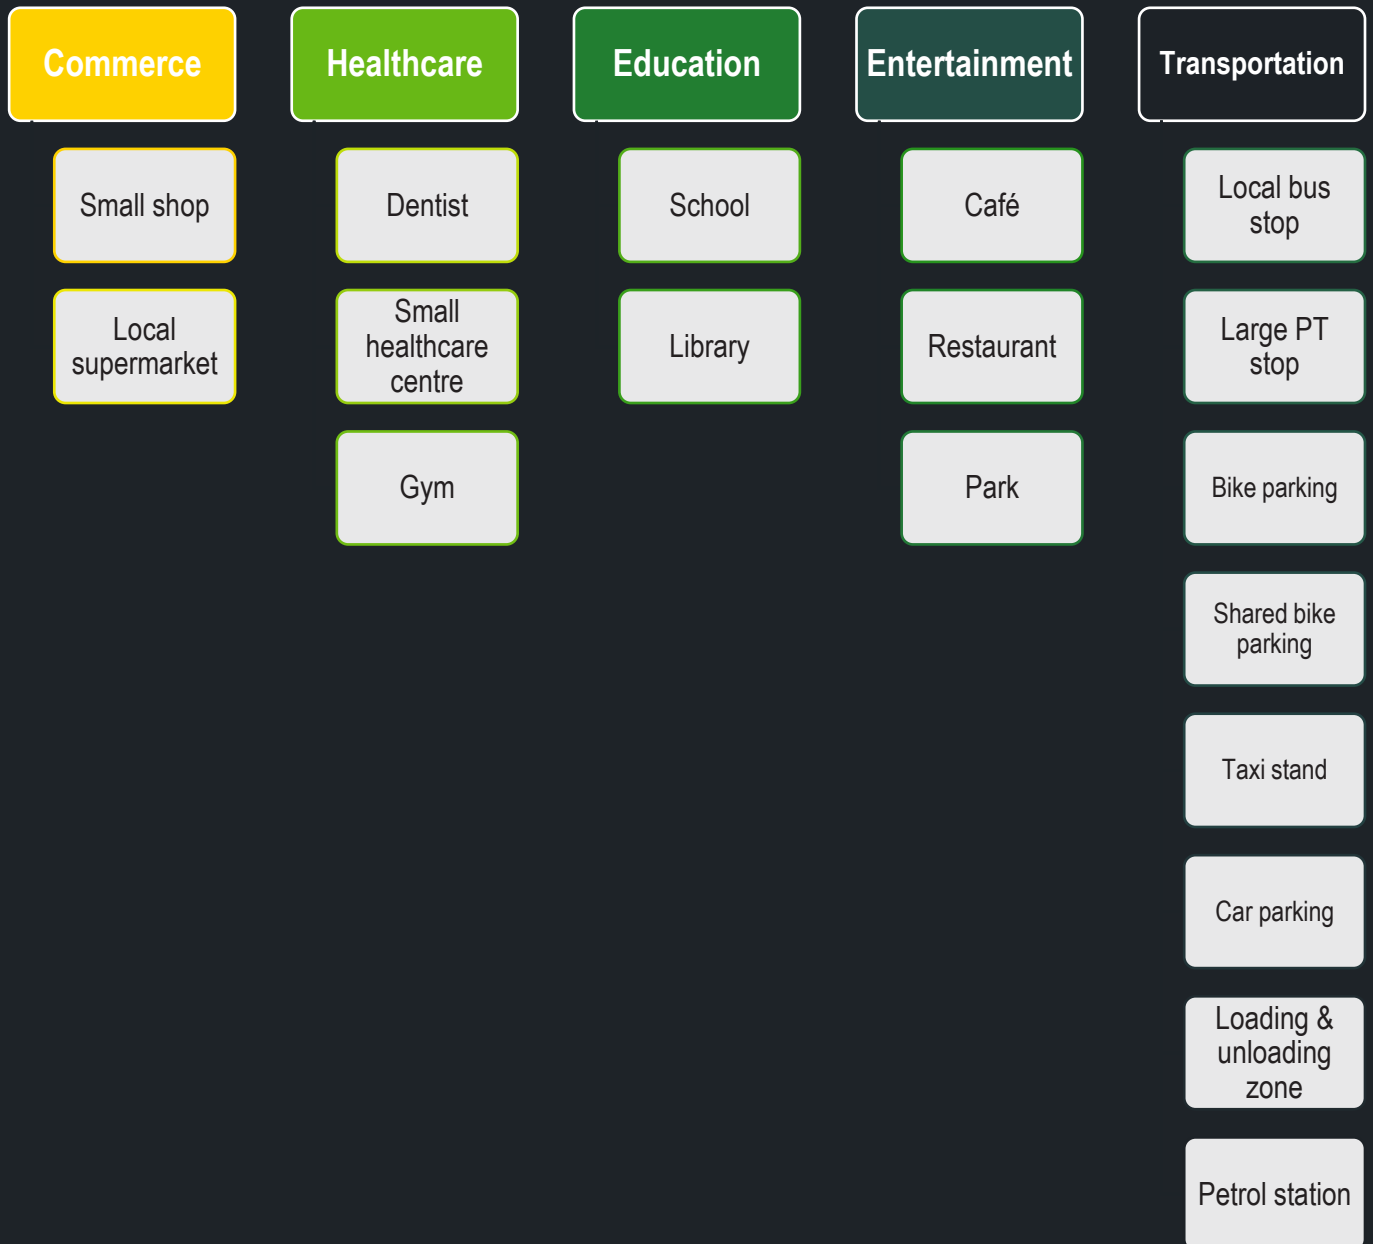 Commerce
Small shop
Local
supermarket
Healthcare
Dentist
Small
healthcare
centre
Gym
Education
School
Library
Entertainment
Café
Restaurant
Park
Transportation
Local bus
stop
Large PT
stop
Bike parking
Shared bike
parking
Taxi stand
Car parking
Loading &
unloading
zone
Petrol station